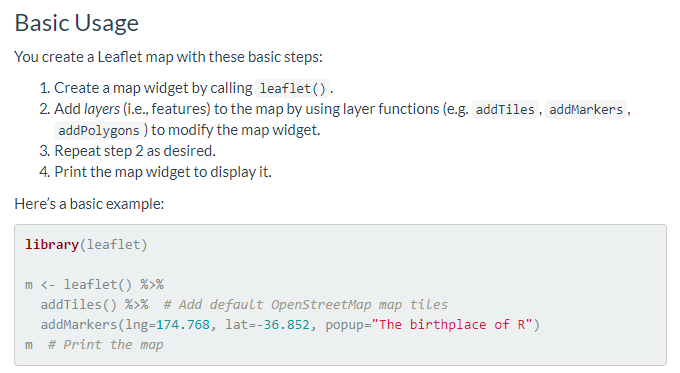 Basic Usage
You create a Leaflet map with these basic steps:
1. Create a map widget by calling leaflet().
2. Add layers (i.e., features) to the map by using layer functions (e.g. addTiles, addMarkers,
addPolygons) to modify the map widget.
3. Repeat step 2 as desired.
4. Print the map widget to display it.
Here's a basic example:
library(leaflet)
m <- leaflet() %>%
  addTiles() %>%  # Add default OpenStreetMap map tiles
  addMarkers(lng=174.768, lat=-36.852, popup="The birthplace of R")
m  # Print the map